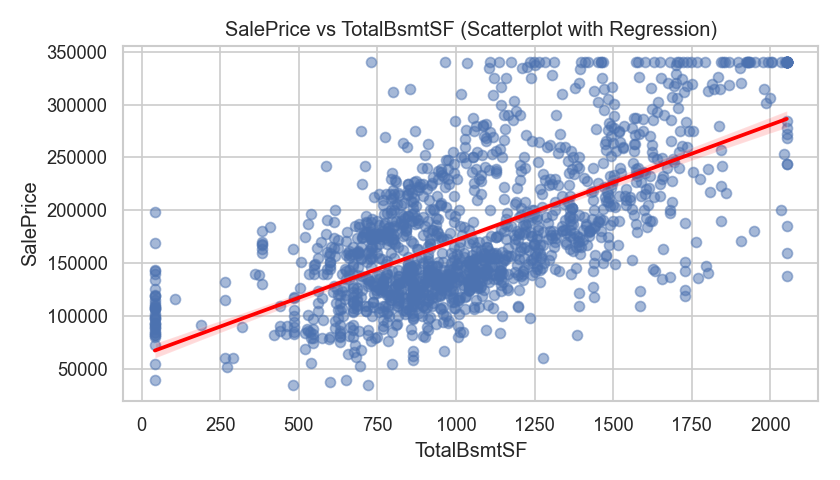 SalePrice vs TotalBsmtSF (Scatterplot with Regression)
350000
300000
250000
200000
150000
100000
50000
SalePrice
0 250 500 750 1000 1250 1500 1750 2000
TotalBsmtSF